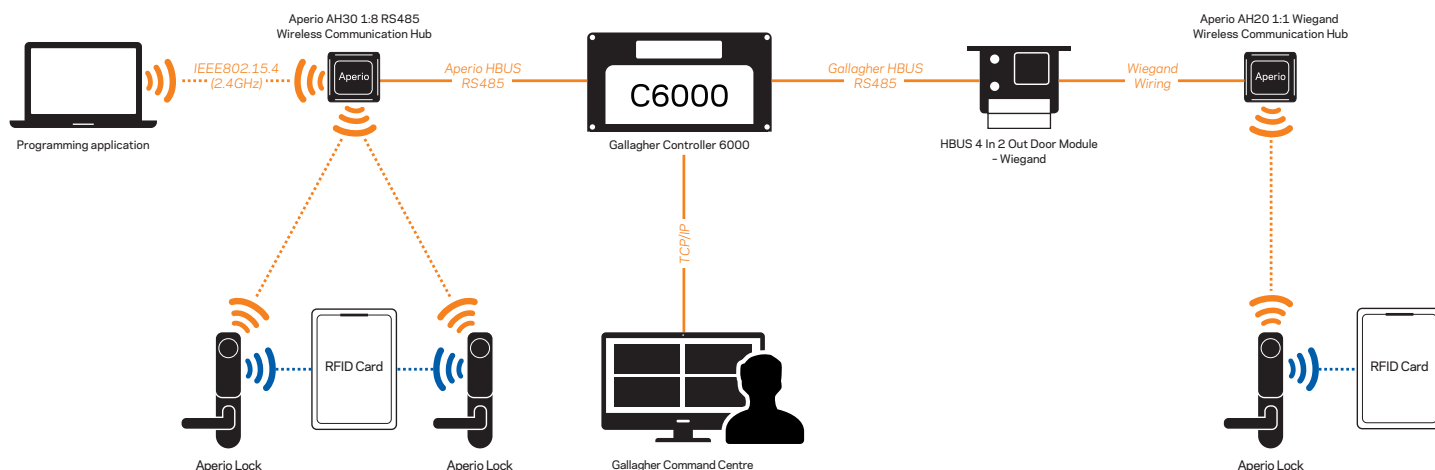 Aperio AH30 1:8 RS485
Wireless Communication Hub
Aperio AH20 1:1 Wiegand
Wireless Communication Hub
IEEE802.15.4
(2.4GHz)
Aperio
Aperio HBUS
RS485
C6000
Gallagher HBUS
RS485
Wiegand
Wiring
Aperio
Programming application
Gallagher Controller 6000
HBUS 4 In 2 Out Door Module
- Wiegand
TCP/IP
RFID Card
RFID Card
Aperio Lock
Aperio Lock
Gallagher Command Centre
Aperio Lock